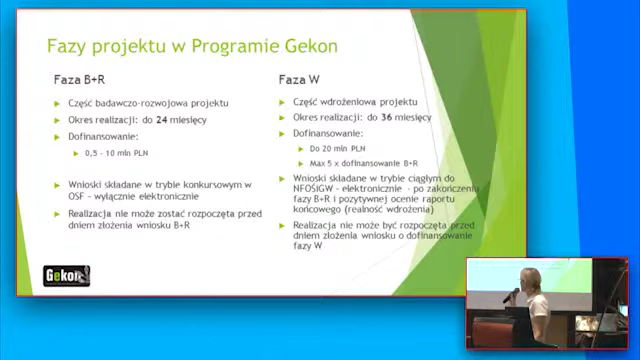 Fazy projektu w Programie Gekon
Faza B+R
Część badawczo-rozwojowa projektu
Okres realizacji: do 24 miesięcy
Dofinansowanie:
0,5 - 10 mln PLN
Wnioski składane w trybie konkursowym w
OSF – wyłącznie elektronicznie
Realizacja nie może zostać rozpoczęta przed
dniem złożenia wniosku B+R
Faza W
Część wdrożeniowa projektu
Okres realizacji: do 36 miesięcy
Dofinansowanie:
Do 20 mln PLN
Max 5 x dofinansowanie B+R
Wnioski składane w trybie ciągłym do
NFOŚiGW – elektronicznie - po zakończeniu
fazy B+R i pozytywnej ocenie raportu
końcowego (realność wdrożenia)
Realizacja nie może być rozpoczęta przed
dniem złożenia wniosku o dofinansowanie
fazy W
Gekon